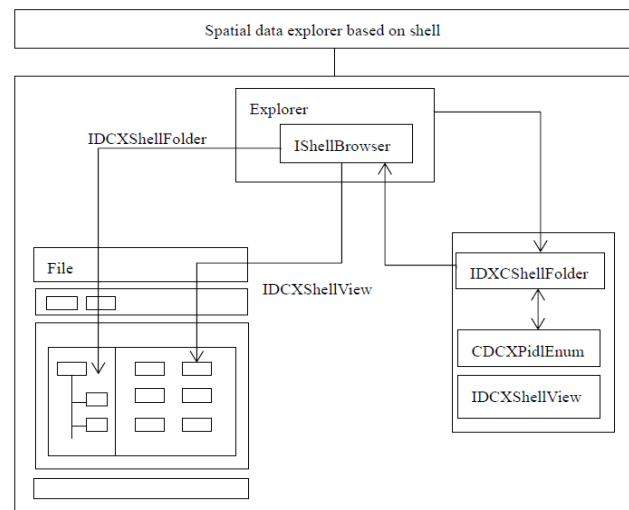 Spatial data explorer based on shell
Explorer
IDCXShellFolder
IShellBrowser
File
IDXCShellFolder
IDCXShellView
CDCXPidlEnum
IDCXShellView